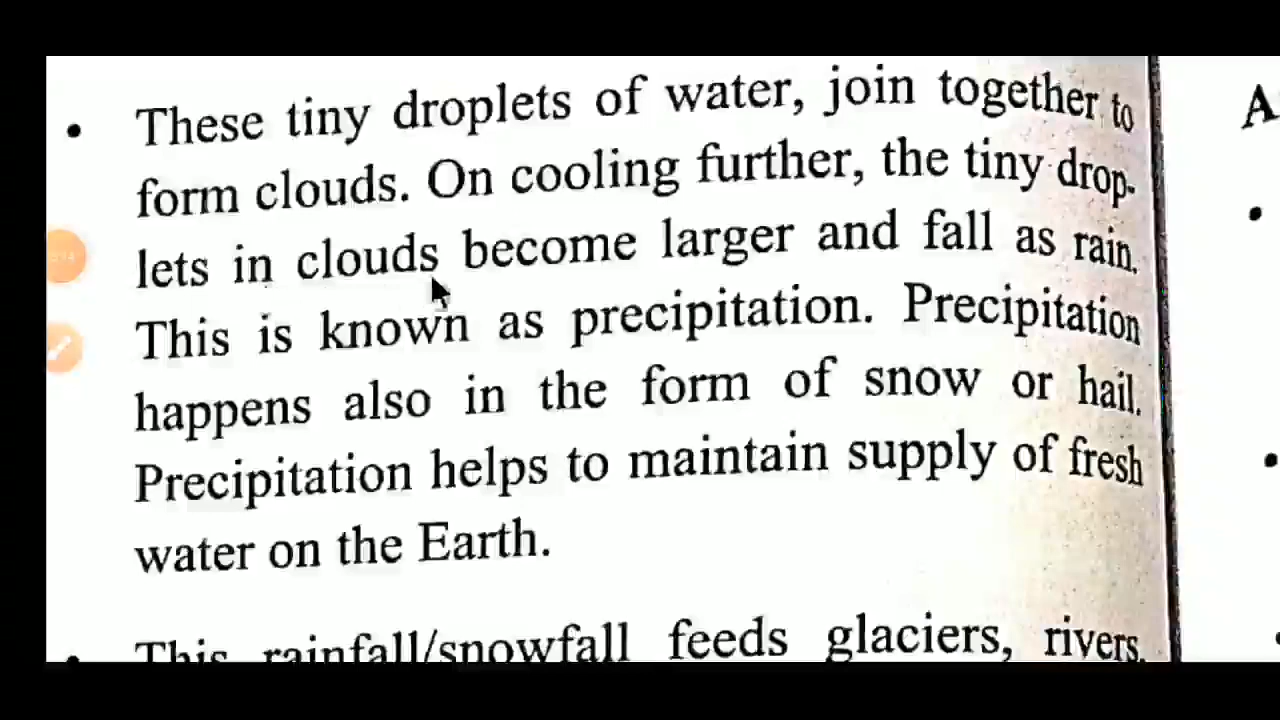 • These tiny droplets of water, join together to
form clouds. On cooling further, the tiny drop-
lets in clouds become larger and fall as rain.
This is known as precipitation. Precipitation
happens also in the form of snow or hail.
Precipitation helps to maintain supply of fresh
water on the Earth.
• This rainfall/snowfall feeds glaciers, rivers,